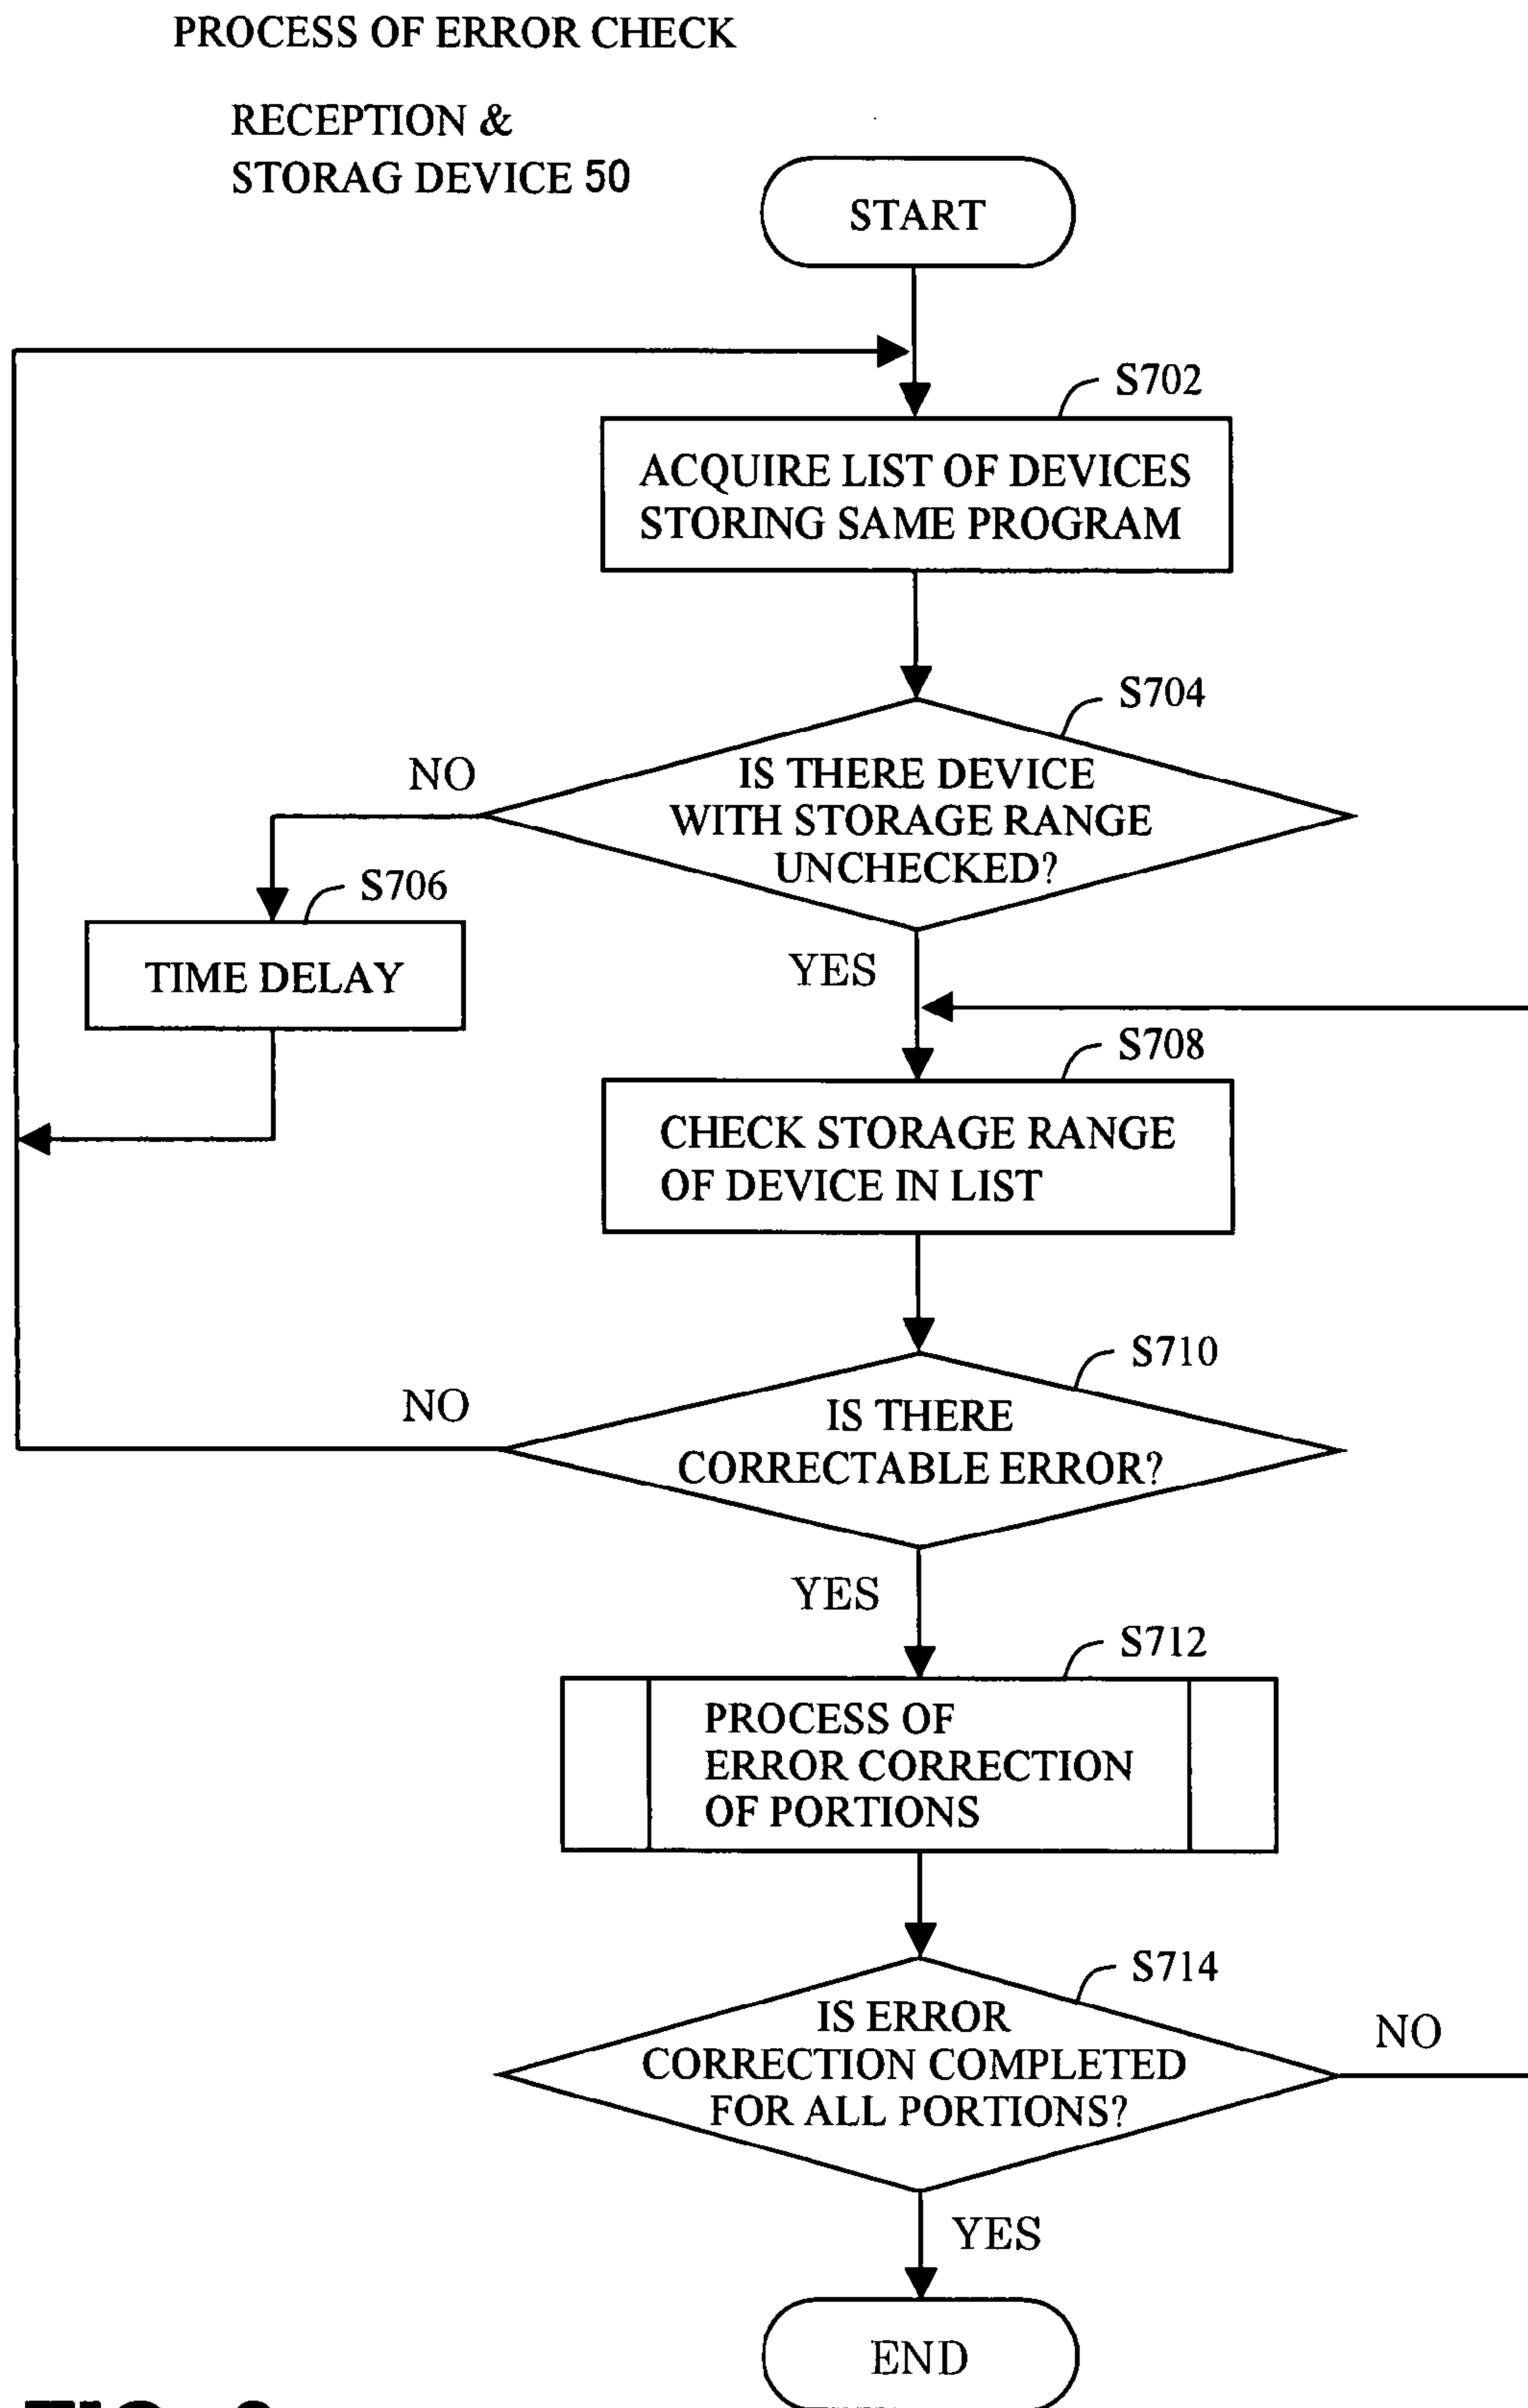 PROCESS OF ERROR CHECK
RECEPTION &
STORAG DEVICE 50
START
S702
ACQUIRE LIST OF DEVICES
STORING SAME PROGRAM
S704
IS THERE DEVICE
WITH STORAGE RANGE
UNCHECKED?
NO
S706
TIME DELAY
YES
S708
CHECK STORAGE RANGE
OF DEVICE IN LIST
S710
IS THERE
CORRECTABLE ERROR?
NO
YES
S712
PROCESS OF
ERROR CORRECTION
OF PORTIONS
S714
IS ERROR
CORRECTION COMPLETED
FOR ALL PORTIONS?
NO
YES
END